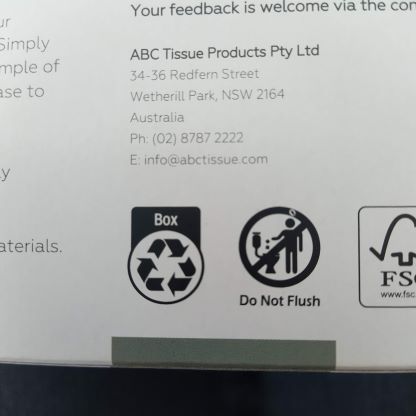 ur
Simply
mple of
ase to
y
aterials.
Your feedback is welcome via the con
ABC Tissue Products Pty Ltd
34-36 Redfern Street
Wetherill Park, NSW 2164
Australia
Ph: (02) 8787 2222
E: info@abctissue.com
Box
Do Not Flush
FSC
www.fsc.